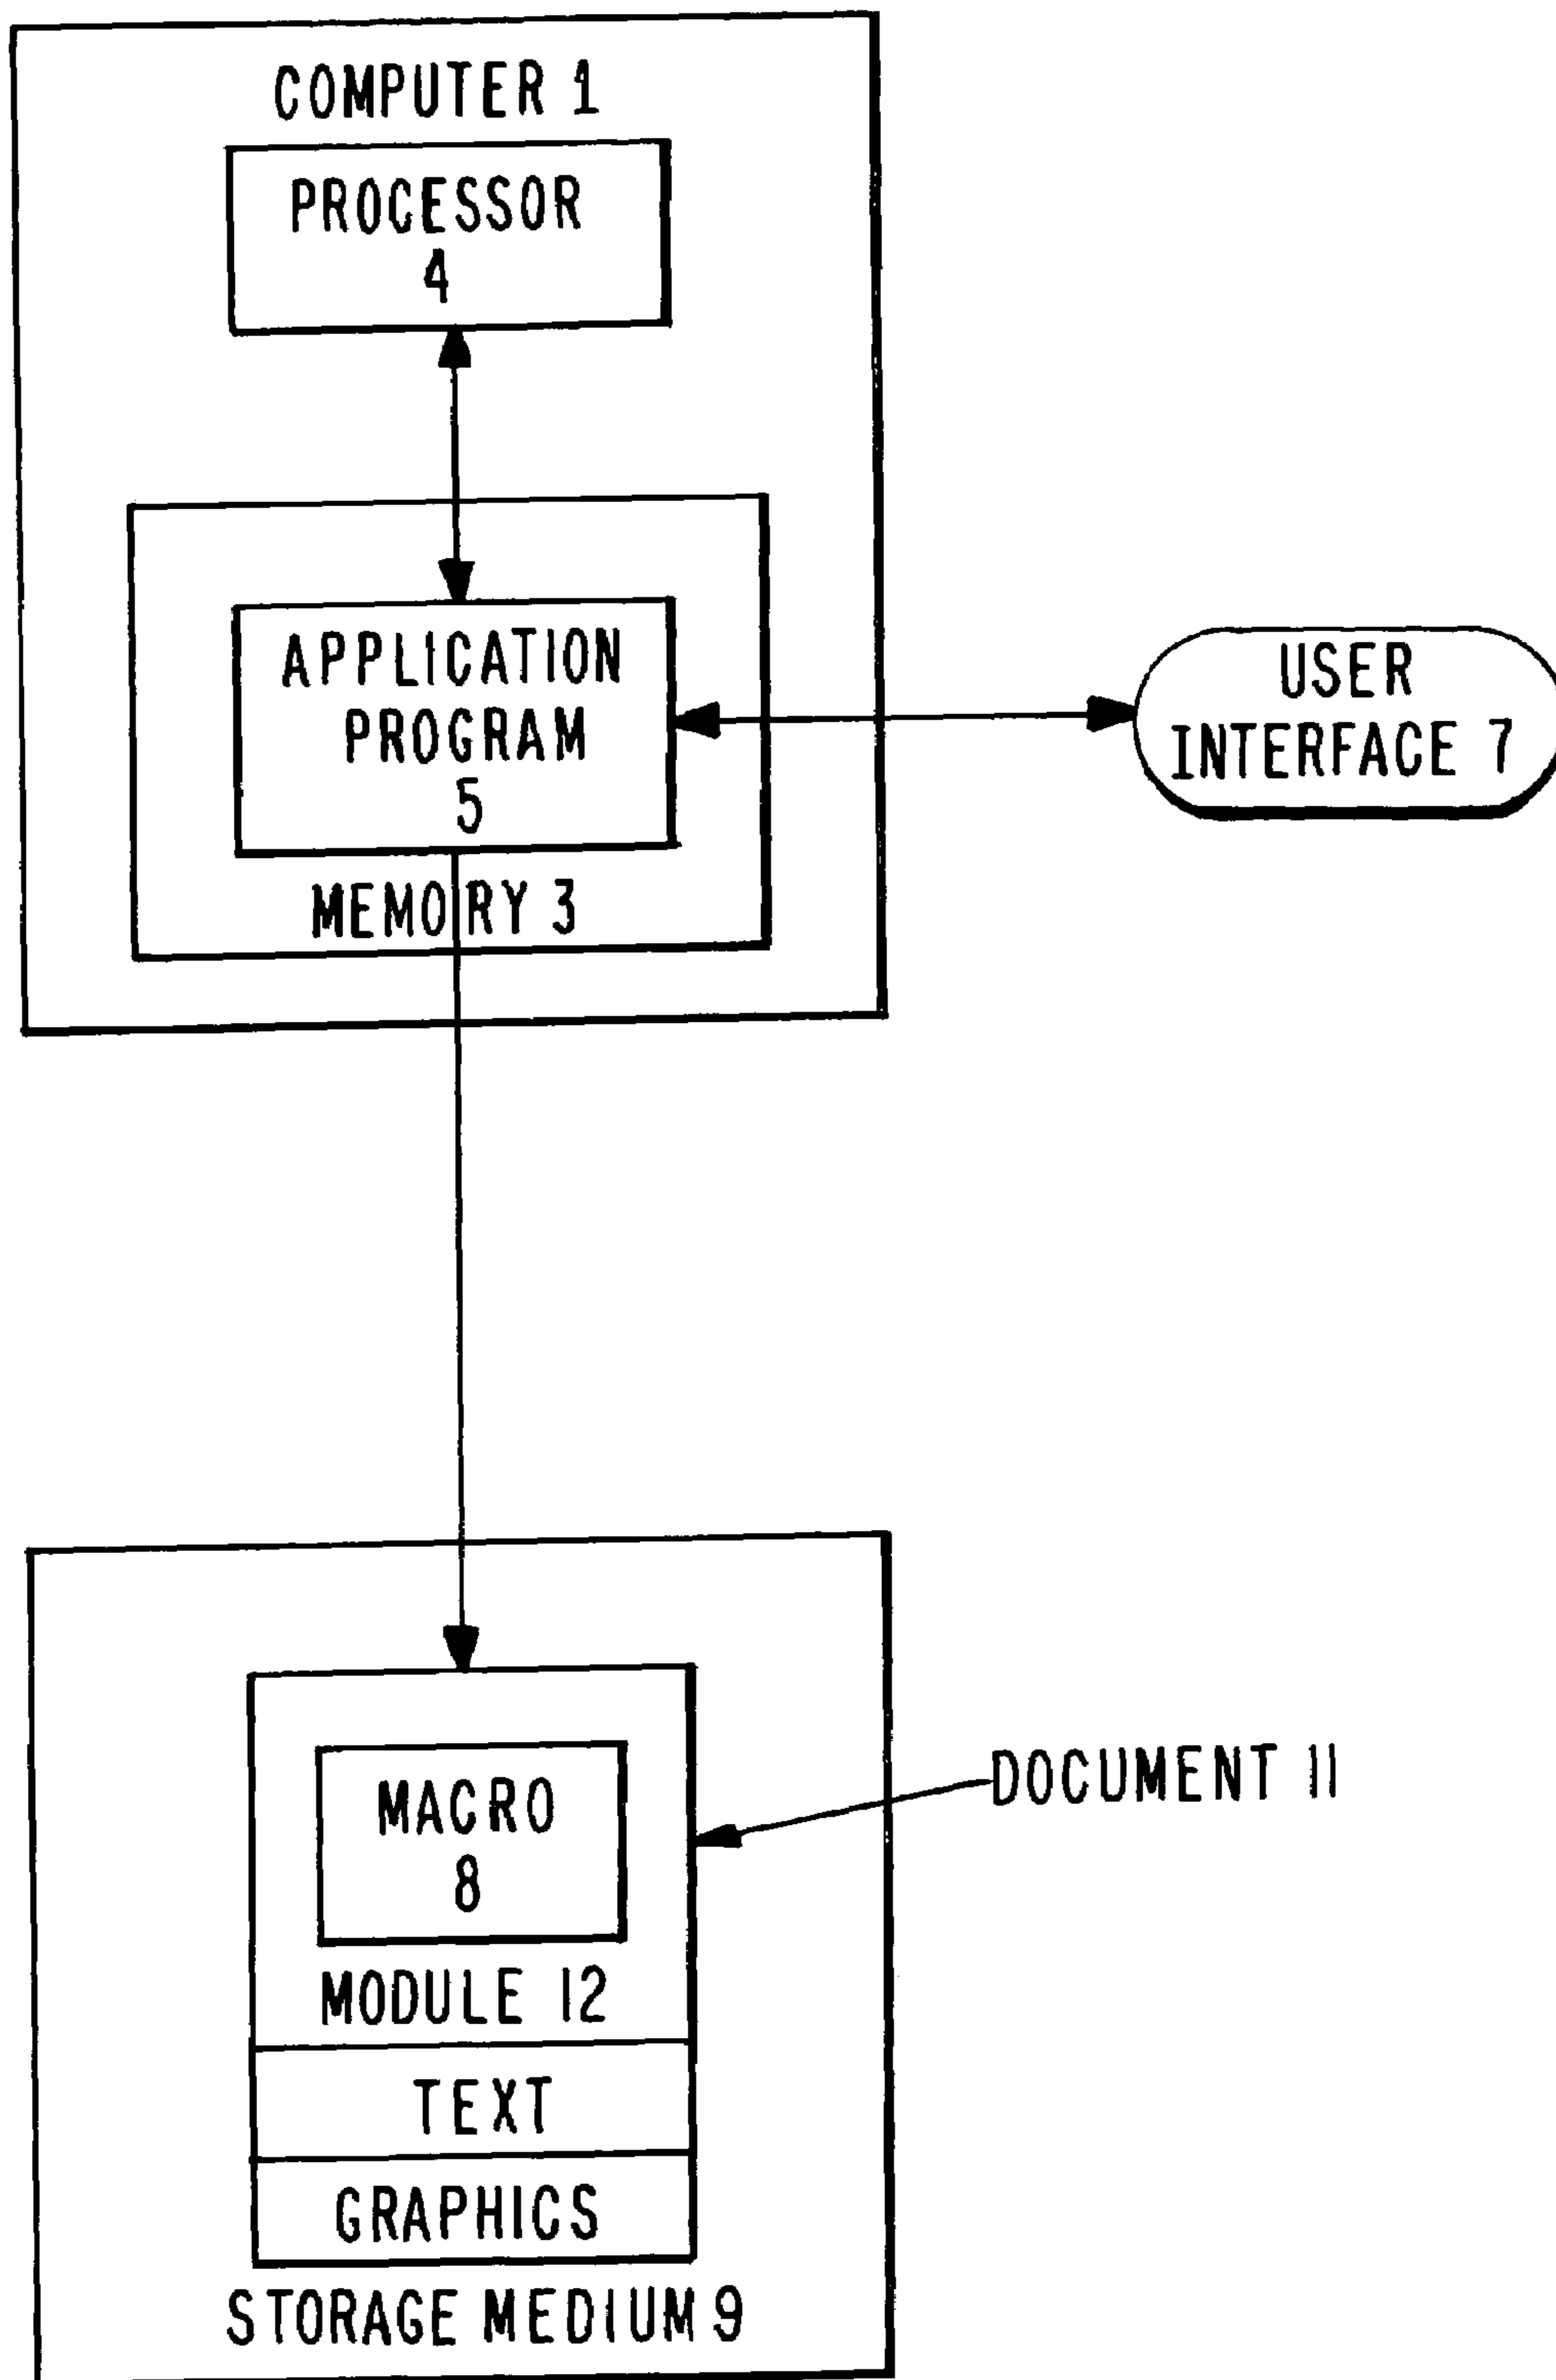 COMPUTER 1
PROCESSOR
4
APPLICATION
PROGRAM
5
MEMORY 3
USER
INTERFACE 7
MACRO
8
DOCUMENT 11
MODULE 12
TEXT
GRAPHICS
STORAGE MEDIUM 9